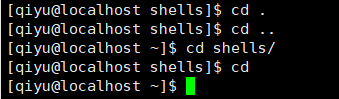 [qiyu@localhost shells]$ cd .
[qiyu@localhost shells]$ cd ..
[qiyu@localhost ~]$ cd shells/
[qiyu@localhost shells]$ cd
[qiyu@localhost ~]$